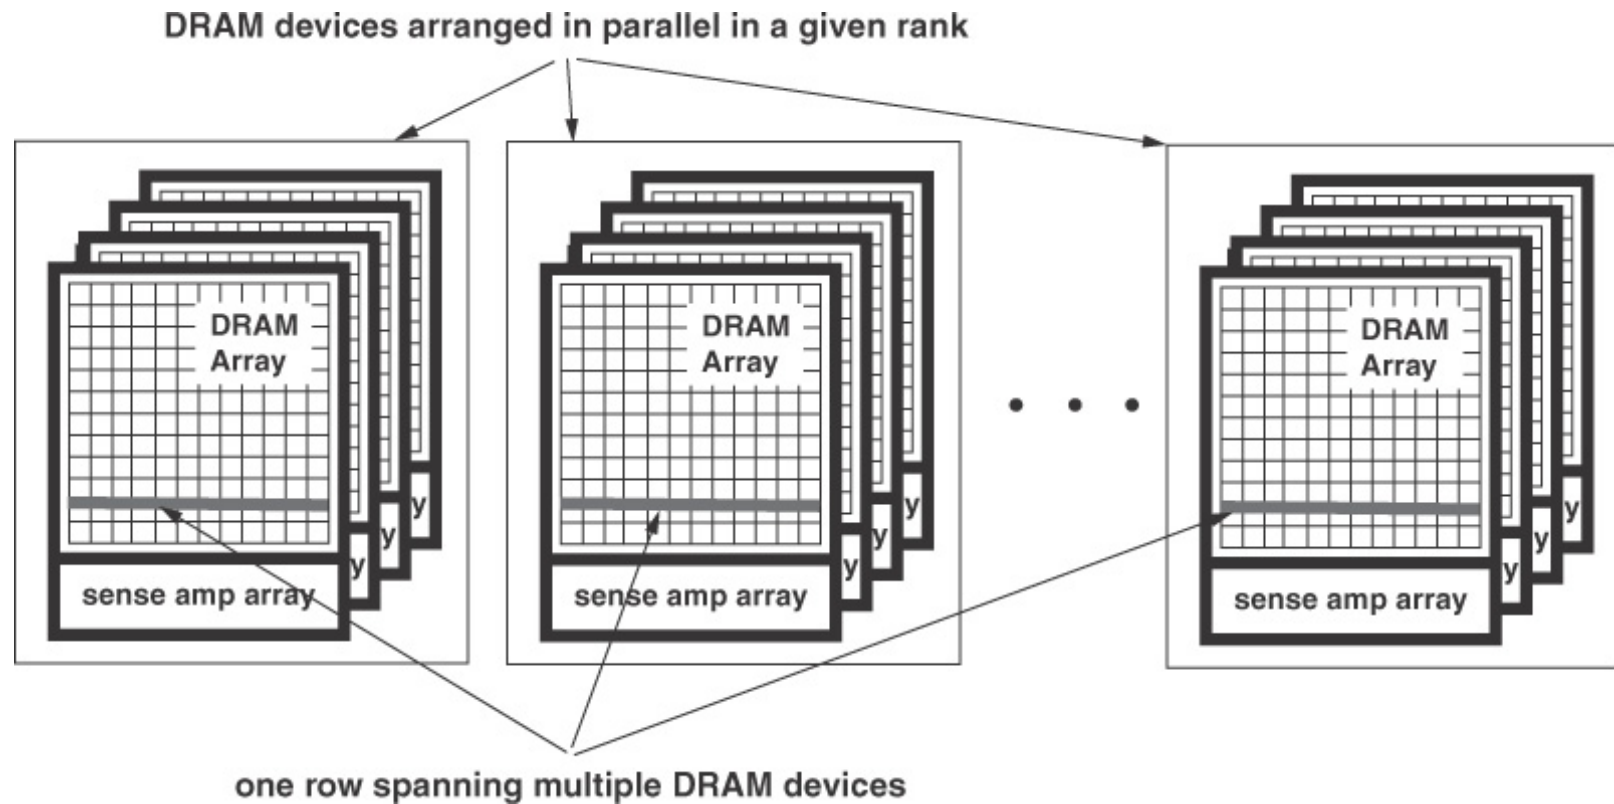 DRAM devices arranged in parallel in a given rank
DRAM
Array
y
y
y
sense amp array
DRAM
Array
y
y
y
sense amp array
DRAM
Array
y
y
y
sense amp array
one row spanning multiple DRAM devices